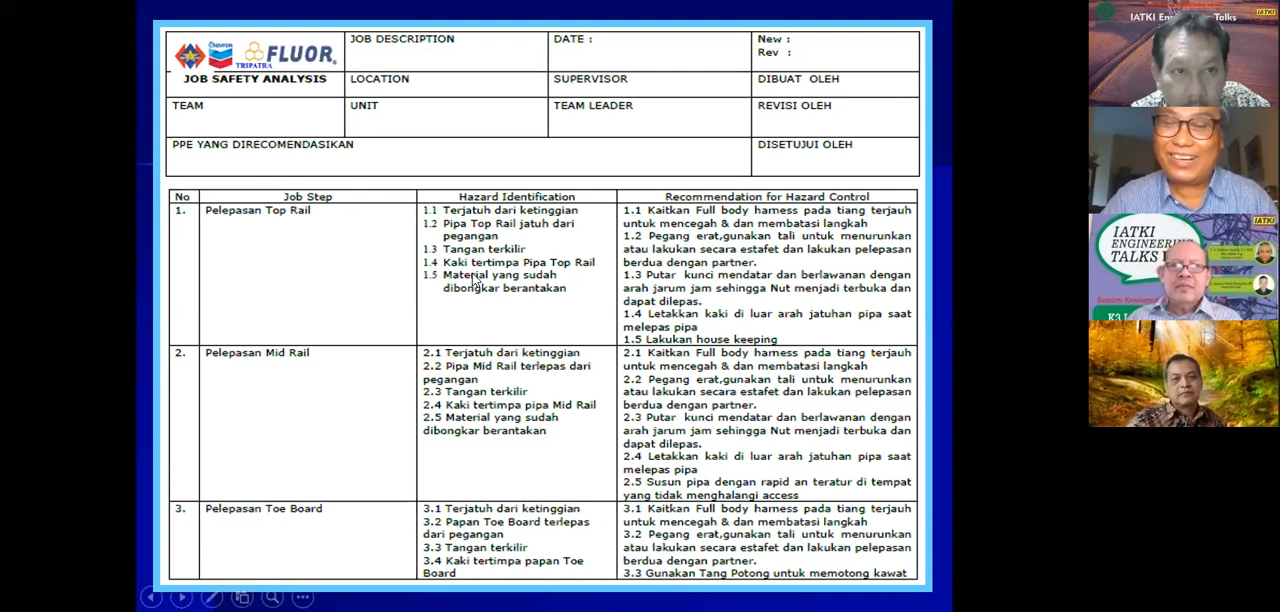 Chevron
TRIPATRA
FLUOR.
JOB SAFETY ANALYSIS
JOB DESCRIPTION
DATE :
New :
Rev :
LOCATION
SUPERVISOR
DIBUAT OLEH
TEAM
UNIT
TEAM LEADER
REVISI OLEH
PPE YANG DIRECOMENDASIKAN
DISETUJUI OLEH
No
Job Step
Hazard Identification
Recommendation for Hazard Control
1.
Pelepasan Top Rail
1.1 Terjatuh dari ketinggian
1.2 Pipa Top Rail jatuh dari
pegangan
1.3 Tangan terkilir
1.4 Kaki tertimpa Pipa Top Rail
1.5 Material yang sudah
dibongkar berantakan
1.1 Kaitkan Full body harness pada tiang terjauh
untuk mencegah & dan membatasi langkah
1.2 Pegang erat,gunakan tali untuk menurunkan
atau lakukan secara estafet dan lakukan pelepasan
berdua dengan partner.
1.3 Putar kunci mendatar dan berlawanan dengan
arah jarum jam sehingga Nut menjadi terbuka dan
dapat dilepas.
1.4 Letakkan kaki di luar arah jatuhan pipa saat
melepas pipa
1.5 Lakukan house keeping
2.
Pelepasan Mid Rail
2.1 Terjatuh dari ketinggian
2.2 Pipa Mid Rail terlepas dari
pegangan
2.3 Tangan terkilir
2.4 Kaki tertimpa pipa Mid Rail
2.5 Material yang sudah
dibongkar berantakan
2.1 Kaitkan Full body harness pada tiang terjauh
untuk mencegah & dan membatasi langkah
2.2 Pegang erat,gunakan tali untuk menurunkan
atau lakukan secara estafet dan lakukan pelepasan
berdua dengan partner.
2.3 Putar kunci mendatar dan berlawanan dengan
arah jarum jam sehingga Nut menjadi terbuka dan
dapat dilepas.
2.4 Letakkan kaki di luar arah jatuhan pipa saat
melepas pipa
2.5 Susun pipa dengan rapid an teratur di tempat
yang tidak menghalangi access
3.
Pelepasan Toe Board
3.1 Terjatuh dari ketinggian
3.2 Papan Toe Board terlepas
dari pegangan
3.3 Tangan terkilir
3.4 Kaki tertimpa papan Toe
Board
3.1 Kaitkan Full body harness pada tiang terjauh
untuk mencegah & dan membatasi langkah
3.2 Pegang erat,gunakan tali untuk menurunkan
atau lakukan secara estafet dan lakukan pelepasan
berdua dengan partner.
3.3 Gunakan Tang Potong untuk memotong kawat
IATKI
IATKI En Talks
IATKI
IATKI
ENGINEERING
TALKS
K3 L